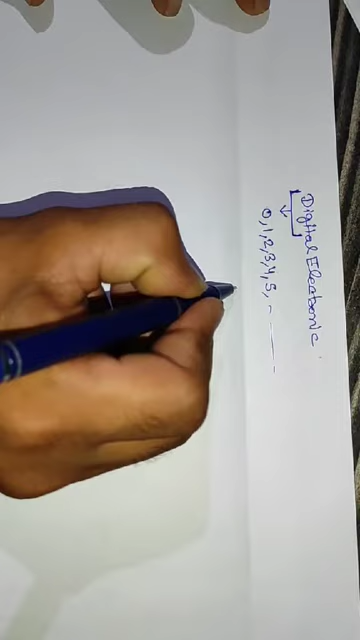 Digital Electronic
0,1,2,3,4,5,- ——-